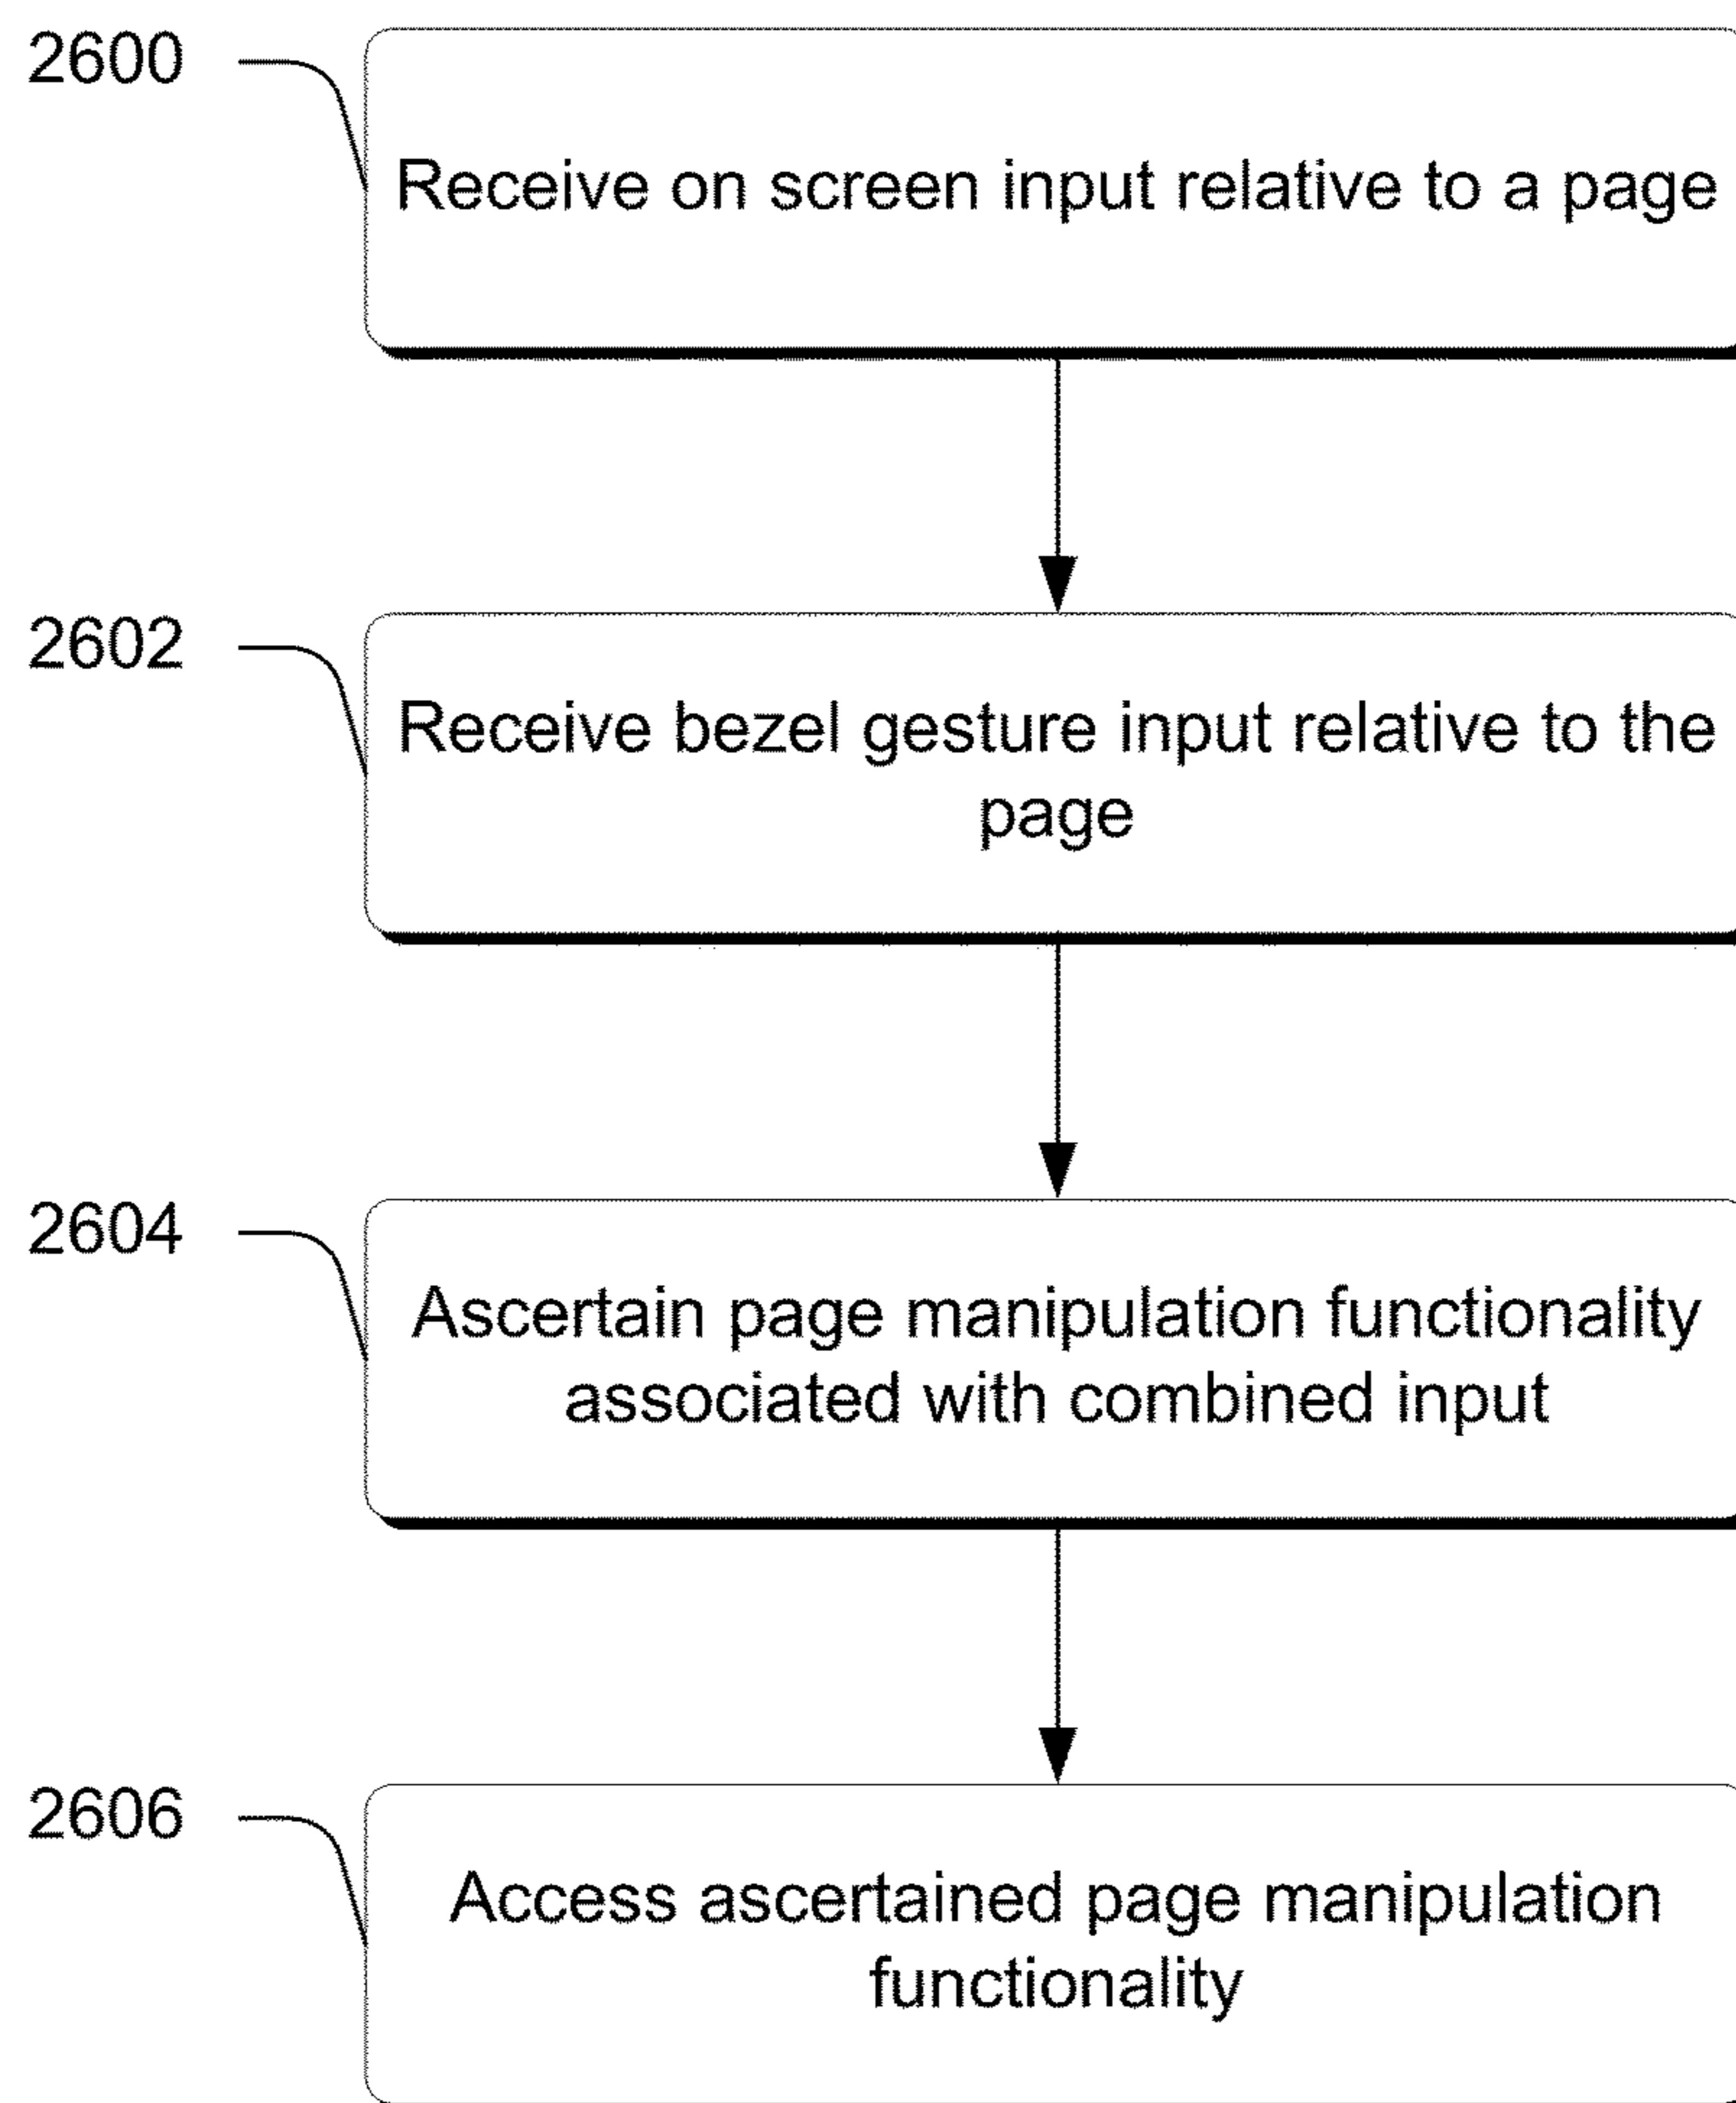 2600
Receive on screen input relative to a page
2602
Receive bezel gesture input relative to the
page
2604
Ascertain page manipulation functionality
associated with combined input
2606
Access ascertained page manipulation
functionality